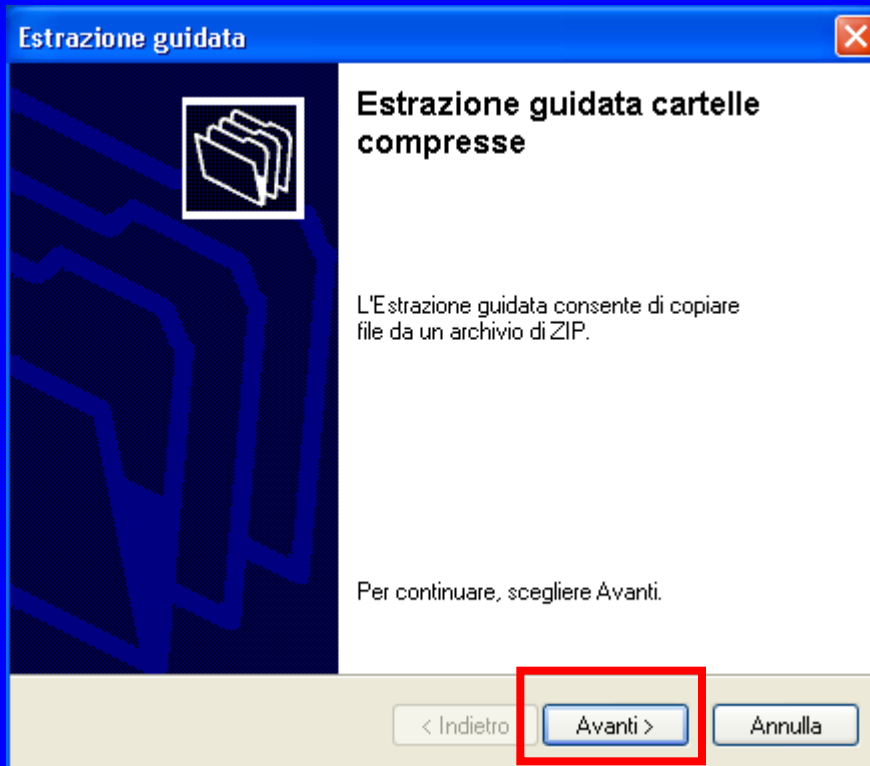 Estrazione guidata
Estrazione guidata cartelle
compresse
L'Estrazione guidata consente di copiare
file da un archivio di ZIP.
Per continuare, scegliere Avanti.
< Indietro
Avanti >
Annulla